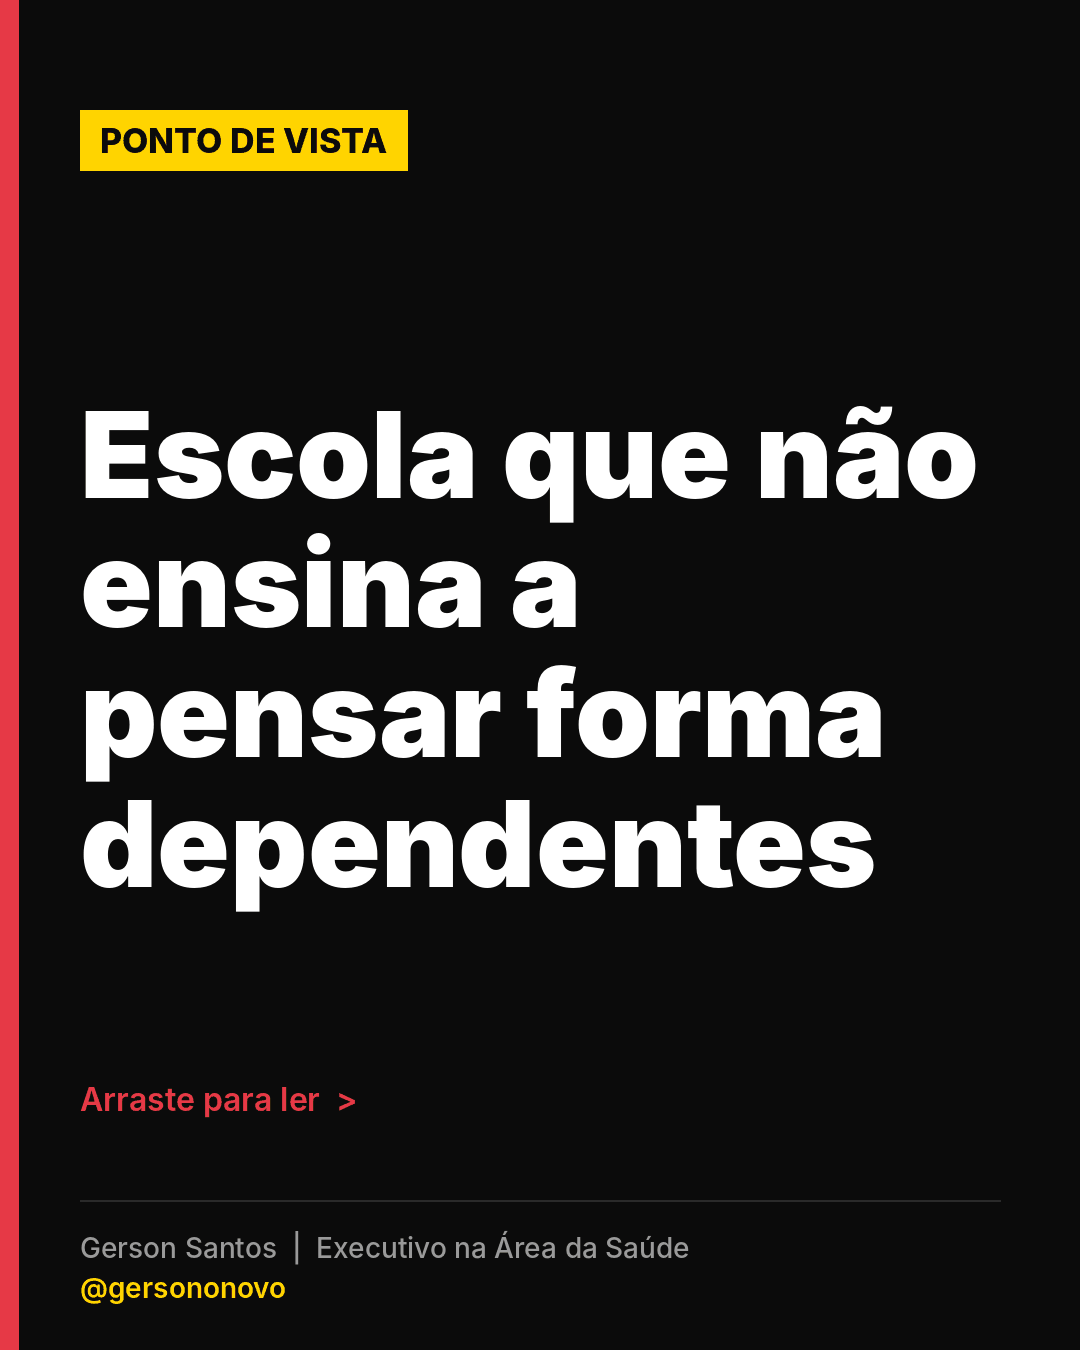 PONTO DE VISTA
Escola que não
ensina a
pensar forma
dependentes
Arraste para ler >
Gerson Santos | Executivo na Área da Saúde
@gersononovo